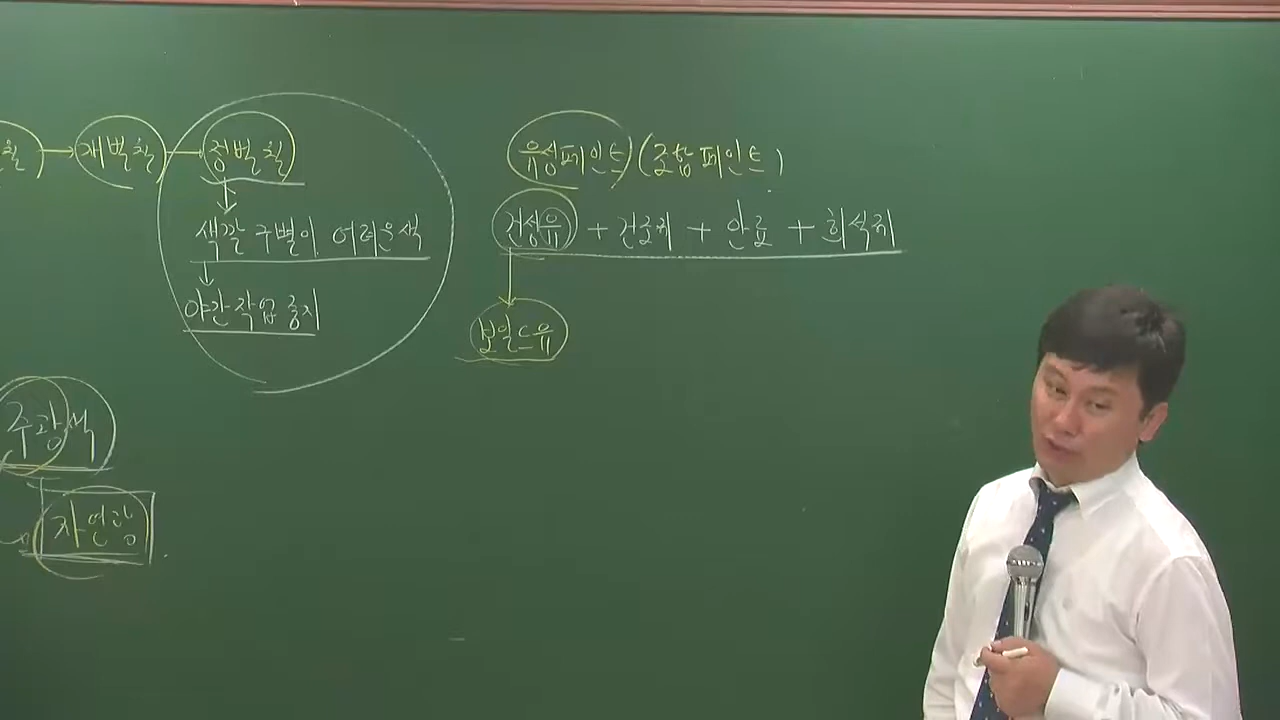 칠 → 재벌칠 → 정벌칠
↓
색깔 구별이 어려운 색
↓
야간작업 중지
주광색
자연광
유성페인트 (조합페인트)
건성유 + 건조제 + 안료 + 희석제
↓
보일드유